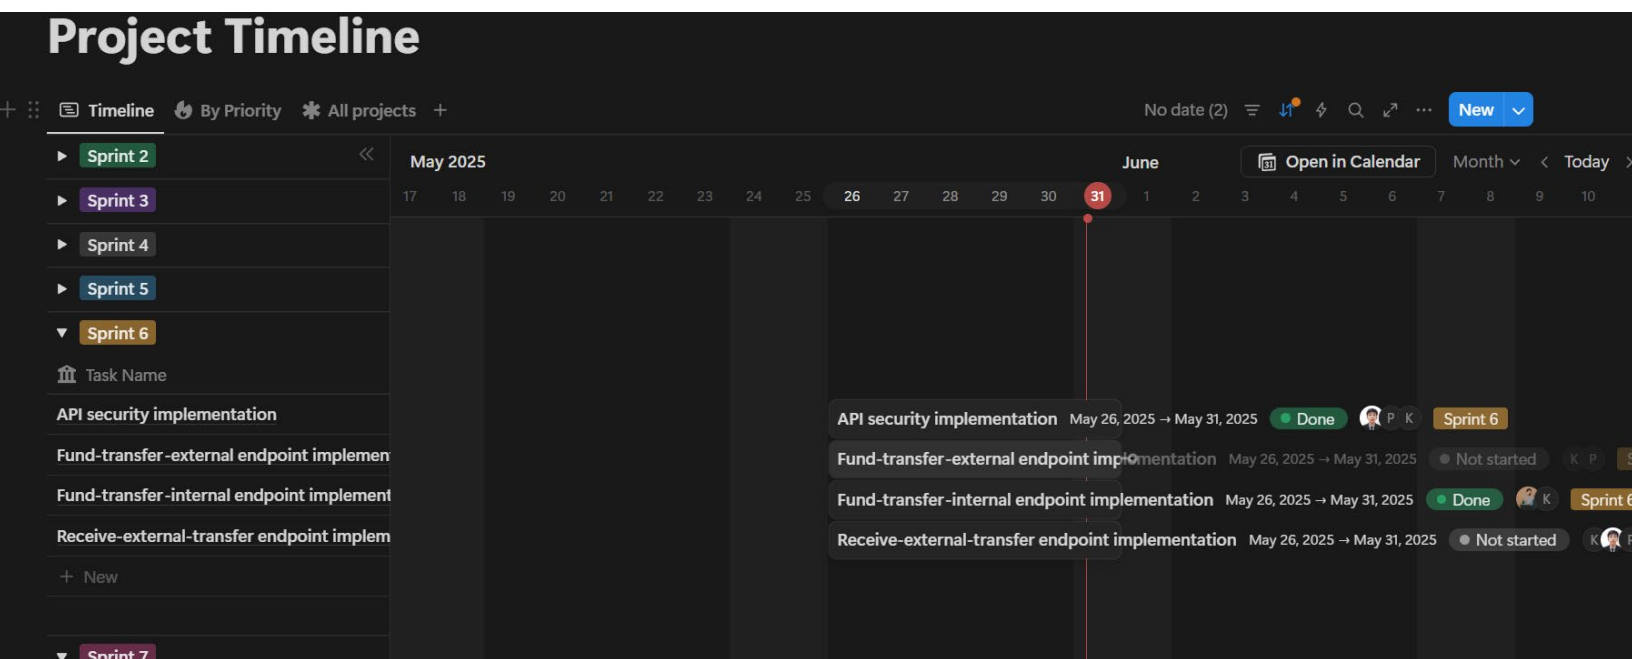 Project Timeline
Timeline By Priority All projects
No date (2) New
Sprint 2
May 2025 June Open in Calendar Month Today
Sprint 3
17 18 19 20 21 22 23 24 25 26 27 28 29 30 31 1 2 3 4 5 6 7 8 9 10
Sprint 4
Sprint 5
Sprint 6
Task Name
API security implementation
API security implementation May 26, 2025 → May 31, 2025 Done P K Sprint 6
Fund-transfer-external endpoint implemen
Fund-transfer-external endpoint implementation May 26, 2025 → May 31, 2025 Not started K P S
Fund-transfer-internal endpoint implement
Fund-transfer-internal endpoint implementation May 26, 2025 → May 31, 2025 Done K Sprint 6
Receive-external-transfer endpoint implem
Receive-external-transfer endpoint implementation May 26, 2025 → May 31, 2025 Not started K P
+ New
Sprint 7